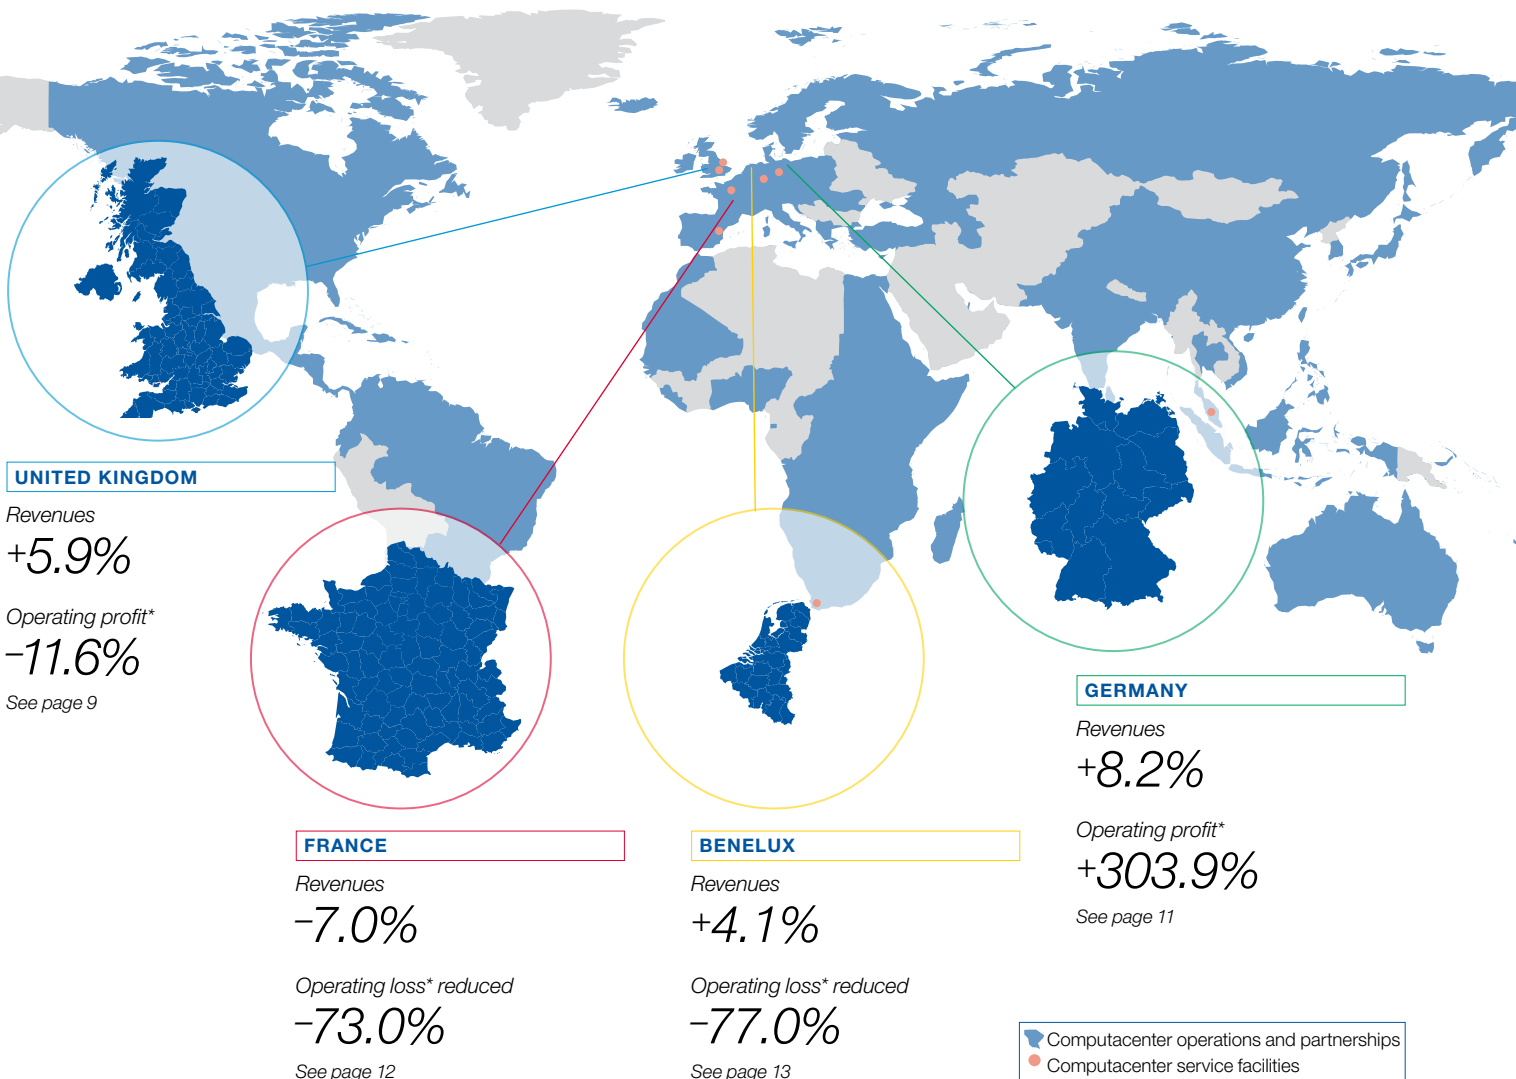 UNITED KINGDOM
Revenues
+5.9%
Operating profit*
–11.6%
See page 9
FRANCE
Revenues
–7.0%
Operating loss* reduced
–73.0%
See page 12
BENELUX
Revenues
+4.1%
Operating loss* reduced
–77.0%
See page 13
GERMANY
Revenues
+8.2%
Operating profit*
+303.9%
See page 11
Computacenter operations and partnerships
Computacenter service facilities